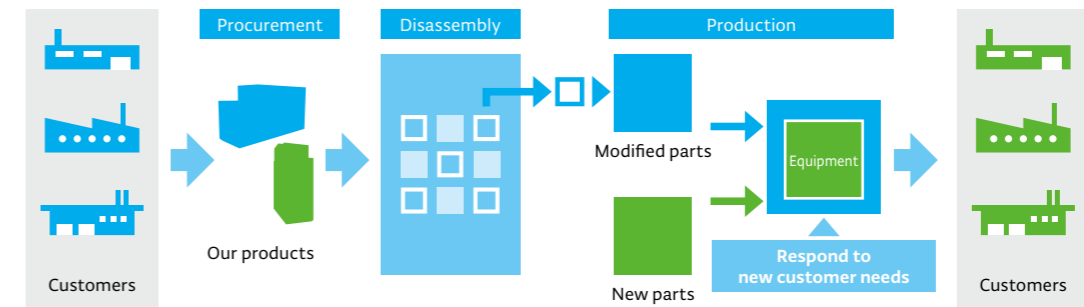 Procurement
Disassembly
Production
Customers
Our products
Modified parts
New parts
Equipment
Respond to
new customer needs
Customers